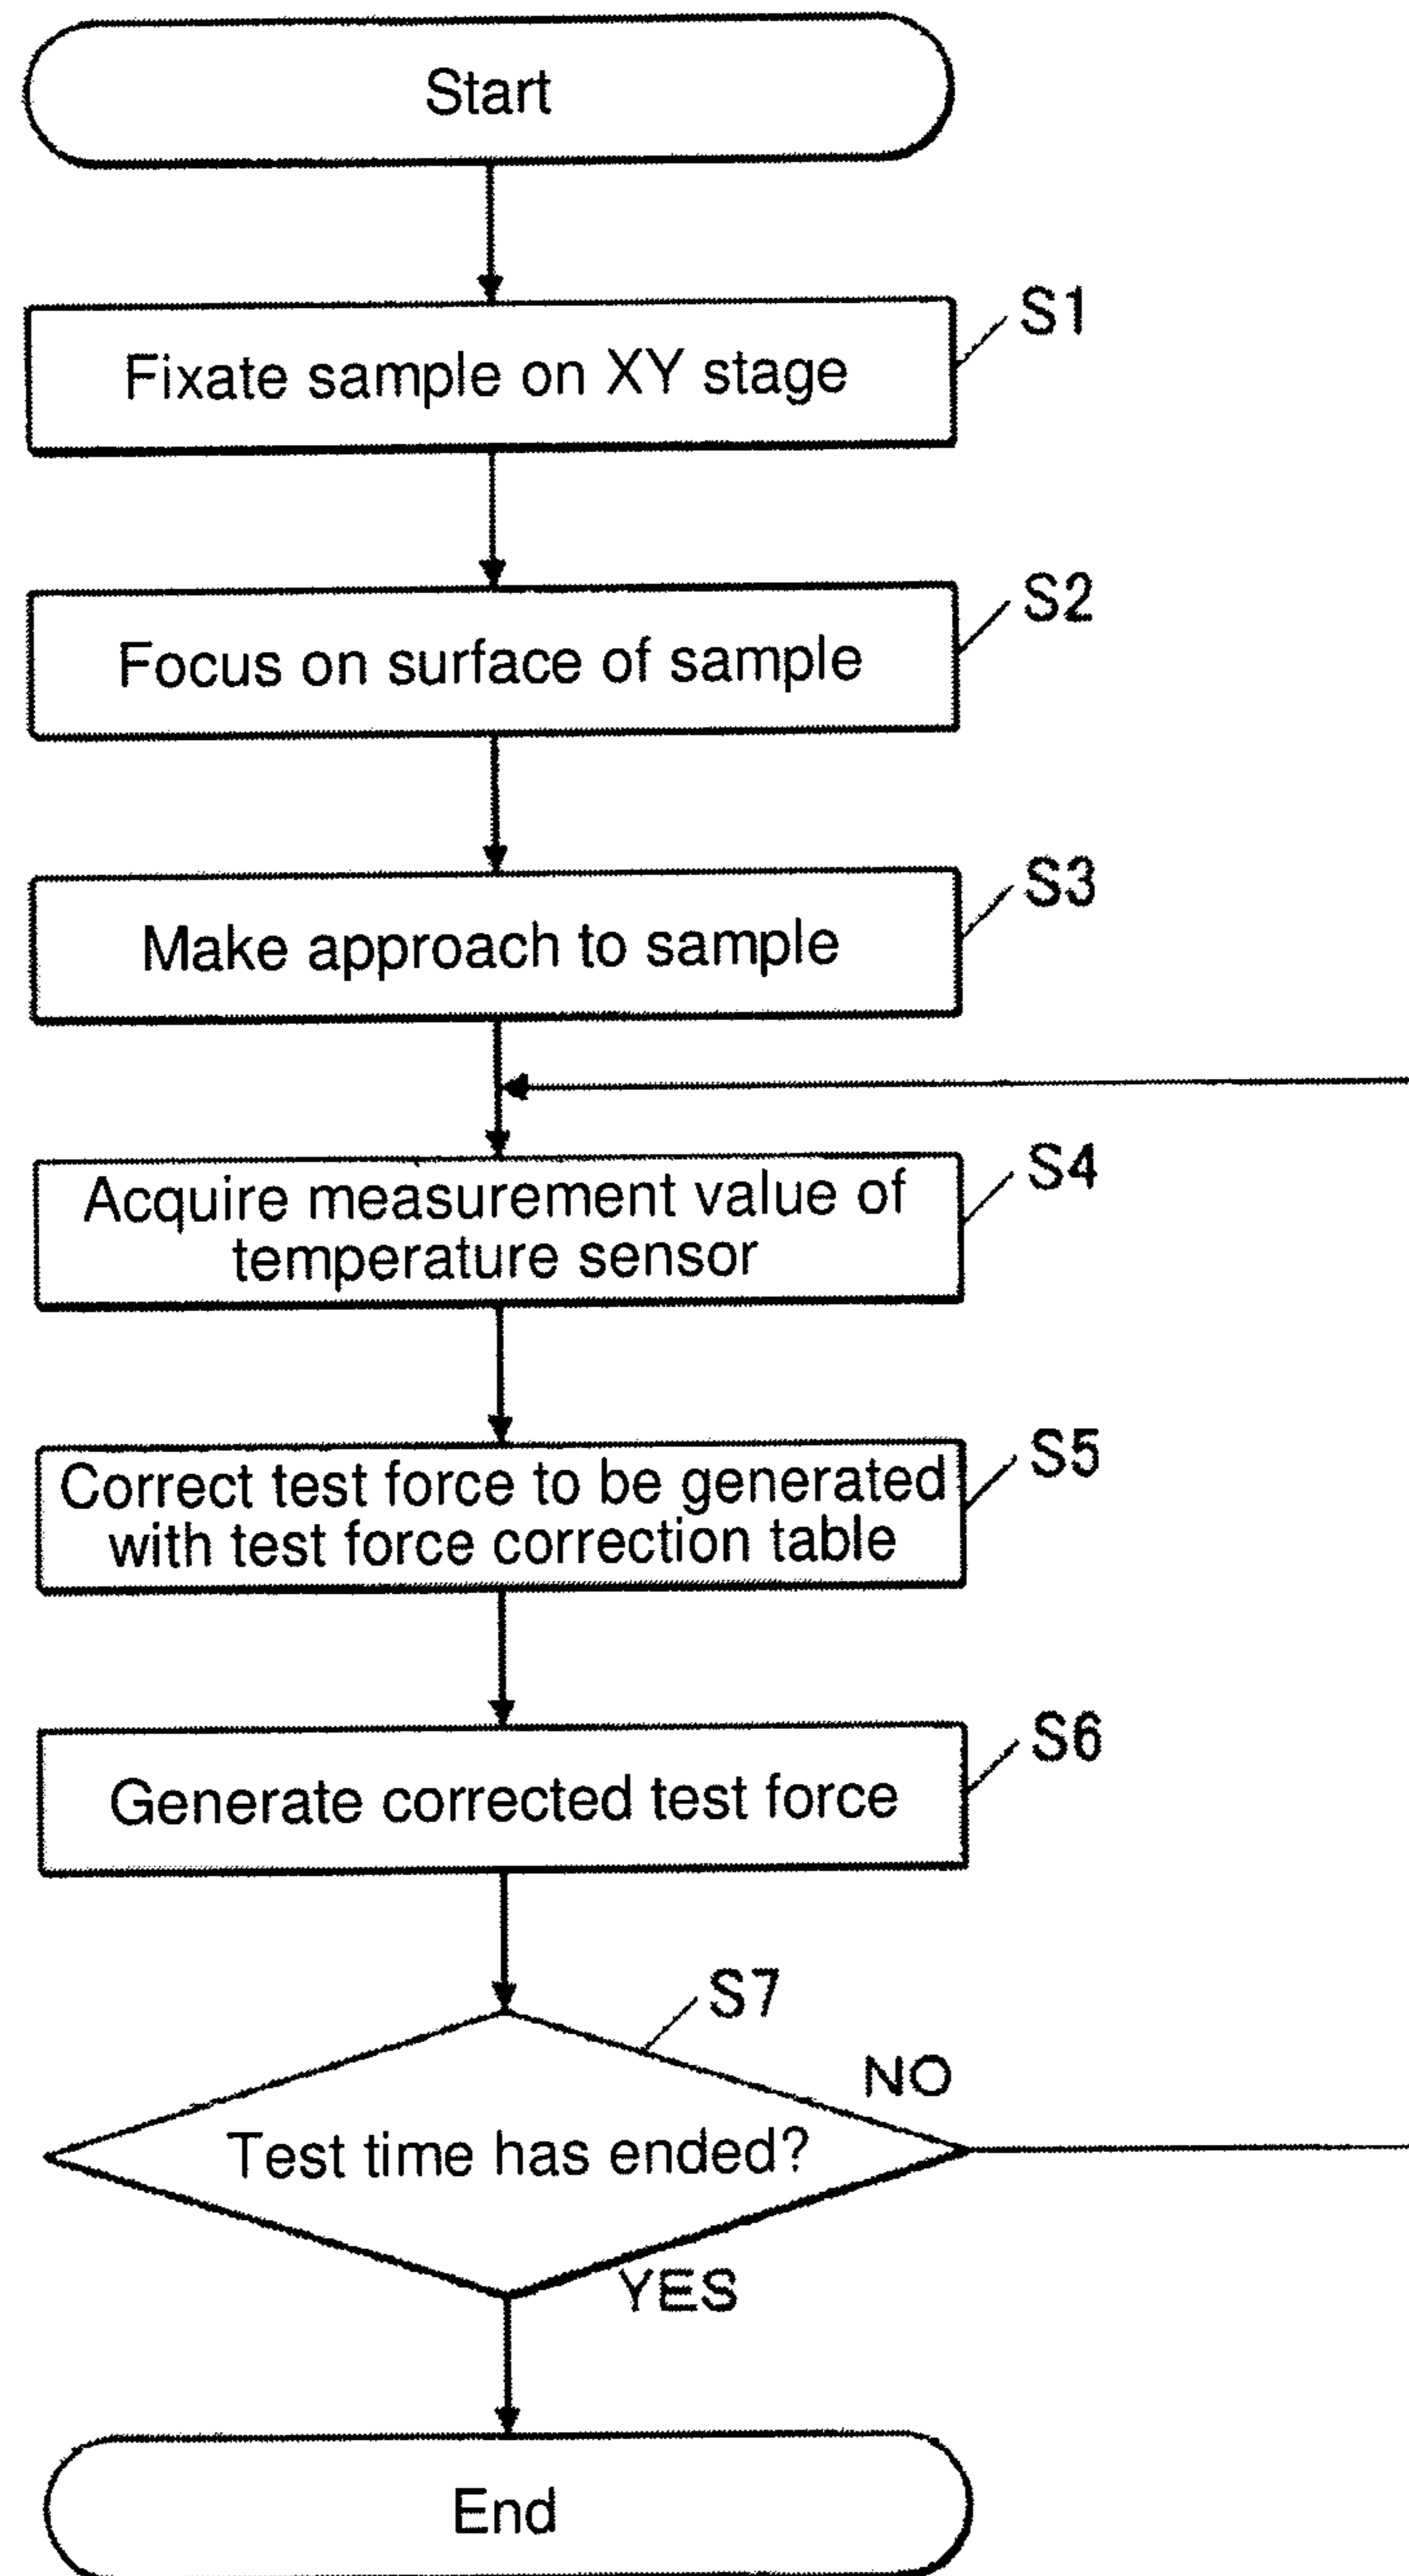 Start
Fixate sample on XY stage
S1
Focus on surface of sample
S2
Make approach to sample
S3
Acquire measurement value of
temperature sensor
S4
Correct test force to be generated
with test force correction table
S5
Generate corrected test force
S6
S7
NO
Test time has ended?
YES
End